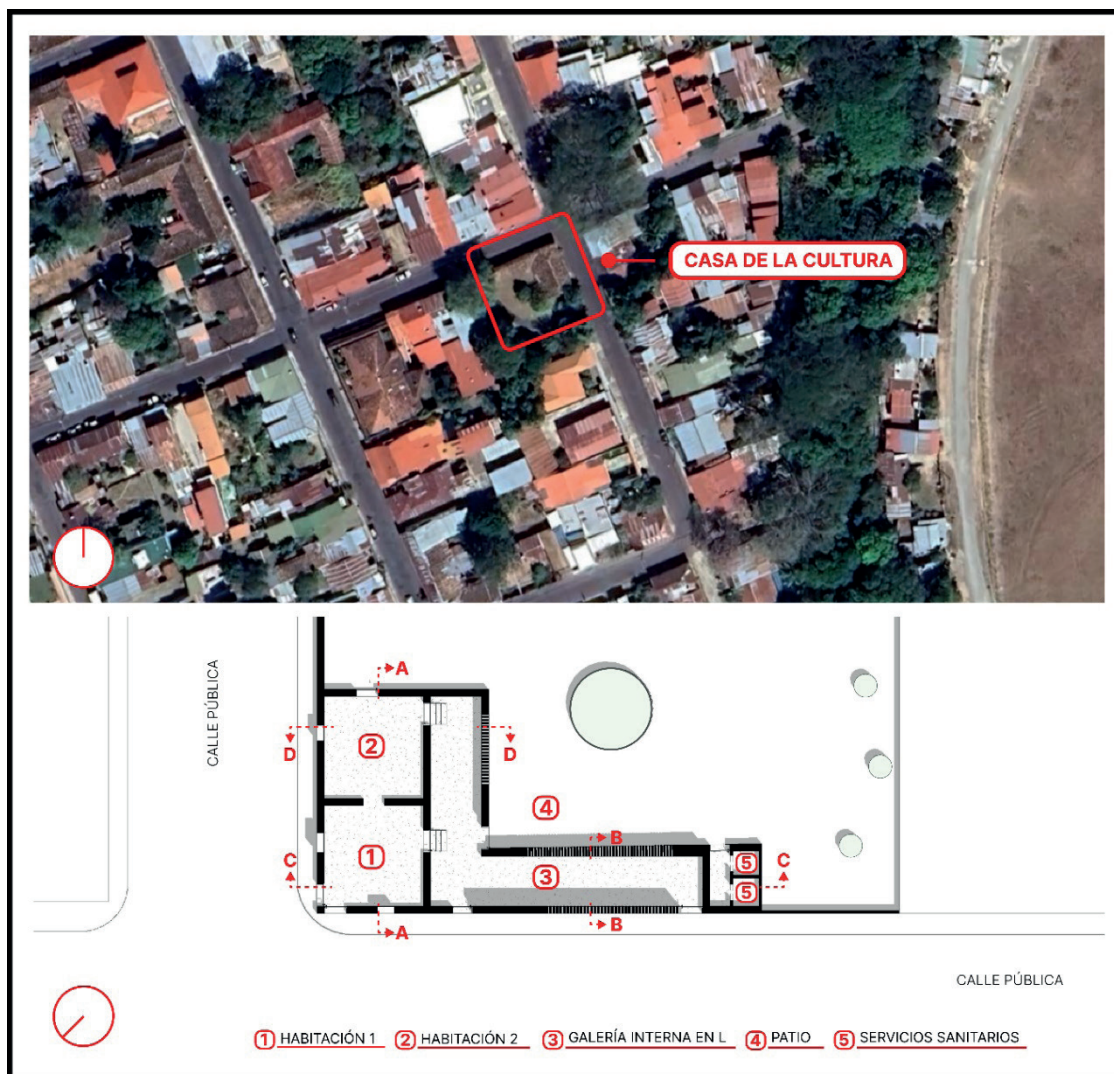 CASA DE LA CULTURA
CALLE PÚBLICA
A
D
D
2
4
B
1
C
3
5
C
5
A
B
CALLE PÚBLICA
1 HABITACIÓN 1 2 HABITACIÓN 2 3 GALERÍA INTERNA EN L 4 PATIO 5 SERVICIOS SANITARIOS